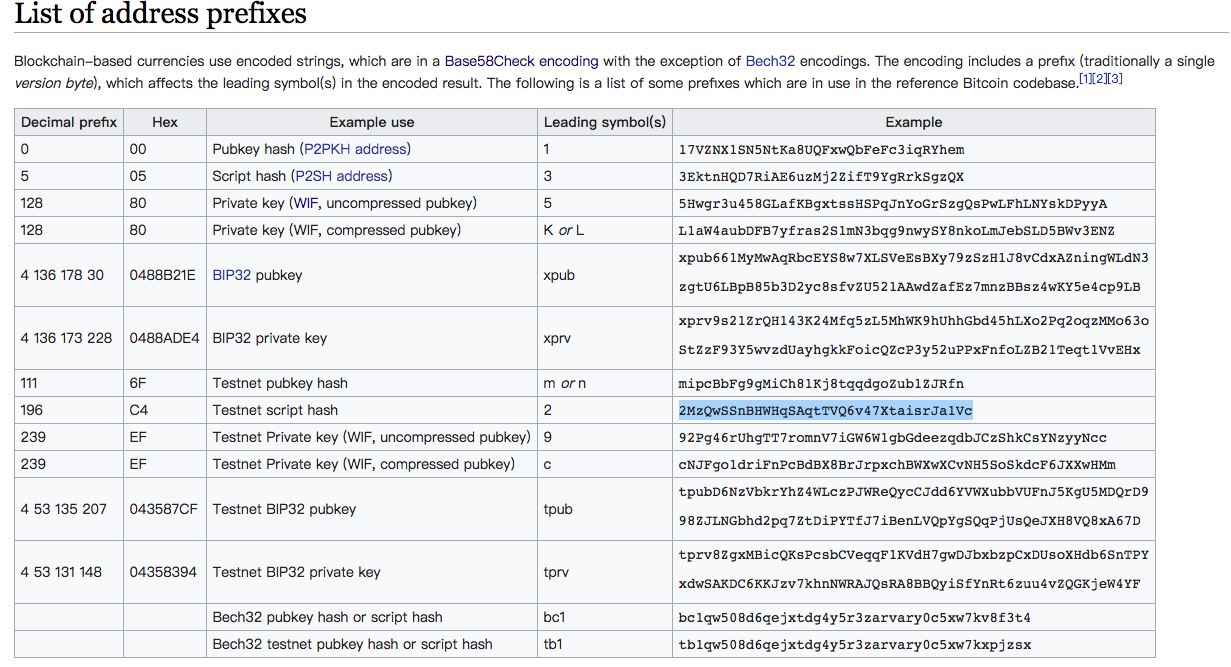 List of address prefixes
Blockchain–based currencies use encoded strings, which are in a Base58Check encoding with the exception of Bech32 encodings. The encoding includes a prefix (traditionally a single
version byte), which affects the leading symbol(s) in the encoded result. The following is a list of some prefixes which are in use in the reference Bitcoin codebase.[1][2][3]
Decimal prefix Hex Example use Leading symbol(s) Example
0 00 Pubkey hash (P2PKH address) 1 17VZNX1SN5NtKa8UQFxwQbFeFc3iqRYhem
5 05 Script hash (P2SH address) 3 3EktnHQD7RiAE6uzMj2ZifT9YgRrkSgzQX
128 80 Private key (WIF, uncompressed pubkey) 5 5Hwgr3u458GLafKBgxtssHSPqJnYoGrSzgQsPwLFhLNYskDPyyA
128 80 Private key (WIF, compressed pubkey) K or L L1aW4aubDFB7yfras2S1mN3bqg9nwySY8nkoLmJebSLD5BWv3ENZ
4 136 178 30 0488B21E BIP32 pubkey xpub xpub661MyMwAqRbcEYS8w7XLSVeEsBXy79zSzH1J8vCdxAZningWLdN3
zgtU6LBpB85b3D2yc8sfvZU521AAwdZafEz7mnzBBsz4wKY5e4cp9LB
4 136 173 228 0488ADE4 BIP32 private key xprv xprv9s21ZrQH143K24Mfq5zL5MhWK9hUhhGbd45hLXo2Pq2oqzMMo63o
StZzF93Y5wvzdUayhgkkFoicQZcP3y52uPPxFnfoLZB21Teqt1VvEHx
111 6F Testnet pubkey hash m or n mipcBbFg9gMiCh81Kj8tqqdgoZub1ZJRfn
196 C4 Testnet script hash 2 2MzQwSSnBHWHqSAqtTVQ6v47XtaisrJa1Vc
239 EF Testnet Private key (WIF, uncompressed pubkey) 9 92Pg46rUhgTT7romnV7iGW6W1gbGdeezqdbJCzShkCsYNzyyNcc
239 EF Testnet Private key (WIF, compressed pubkey) c cNJFgo1driFnPcBdBX8BrJrpxchBWXwXCvNH5SoSkdcF6JXXwHMm
4 53 135 207 043587CF Testnet BIP32 pubkey tpub tpubD6NzVbkrYhZ4WLczPJWReQycCJdd6YVWXubbVUFnJ5KgU5MDQrD9
98ZJLNGbhd2pq7ZtDiPYTfJ7iBenLVQpYgSQqPjUsQeJXH8VQ8xA67D
4 53 131 148 04358394 Testnet BIP32 private key tprv tprv8ZgxMBicQKsPcsbCVeqqF1KVdH7gwDJbxbzpCxDUsoXHdb6SnTPY
xdwSAKDC6KKJzv7khnNWRAJQsRA8BBQyiSfYnRt6zuu4vZQGKjeW4YF
Bech32 pubkey hash or script hash bc1 bc1qw508d6qejxtdg4y5r3zarvary0c5xw7kv8f3t4
Bech32 testnet pubkey hash or script hash tb1 tb1qw508d6qejxtdg4y5r3zarvary0c5xw7kxpjzsx